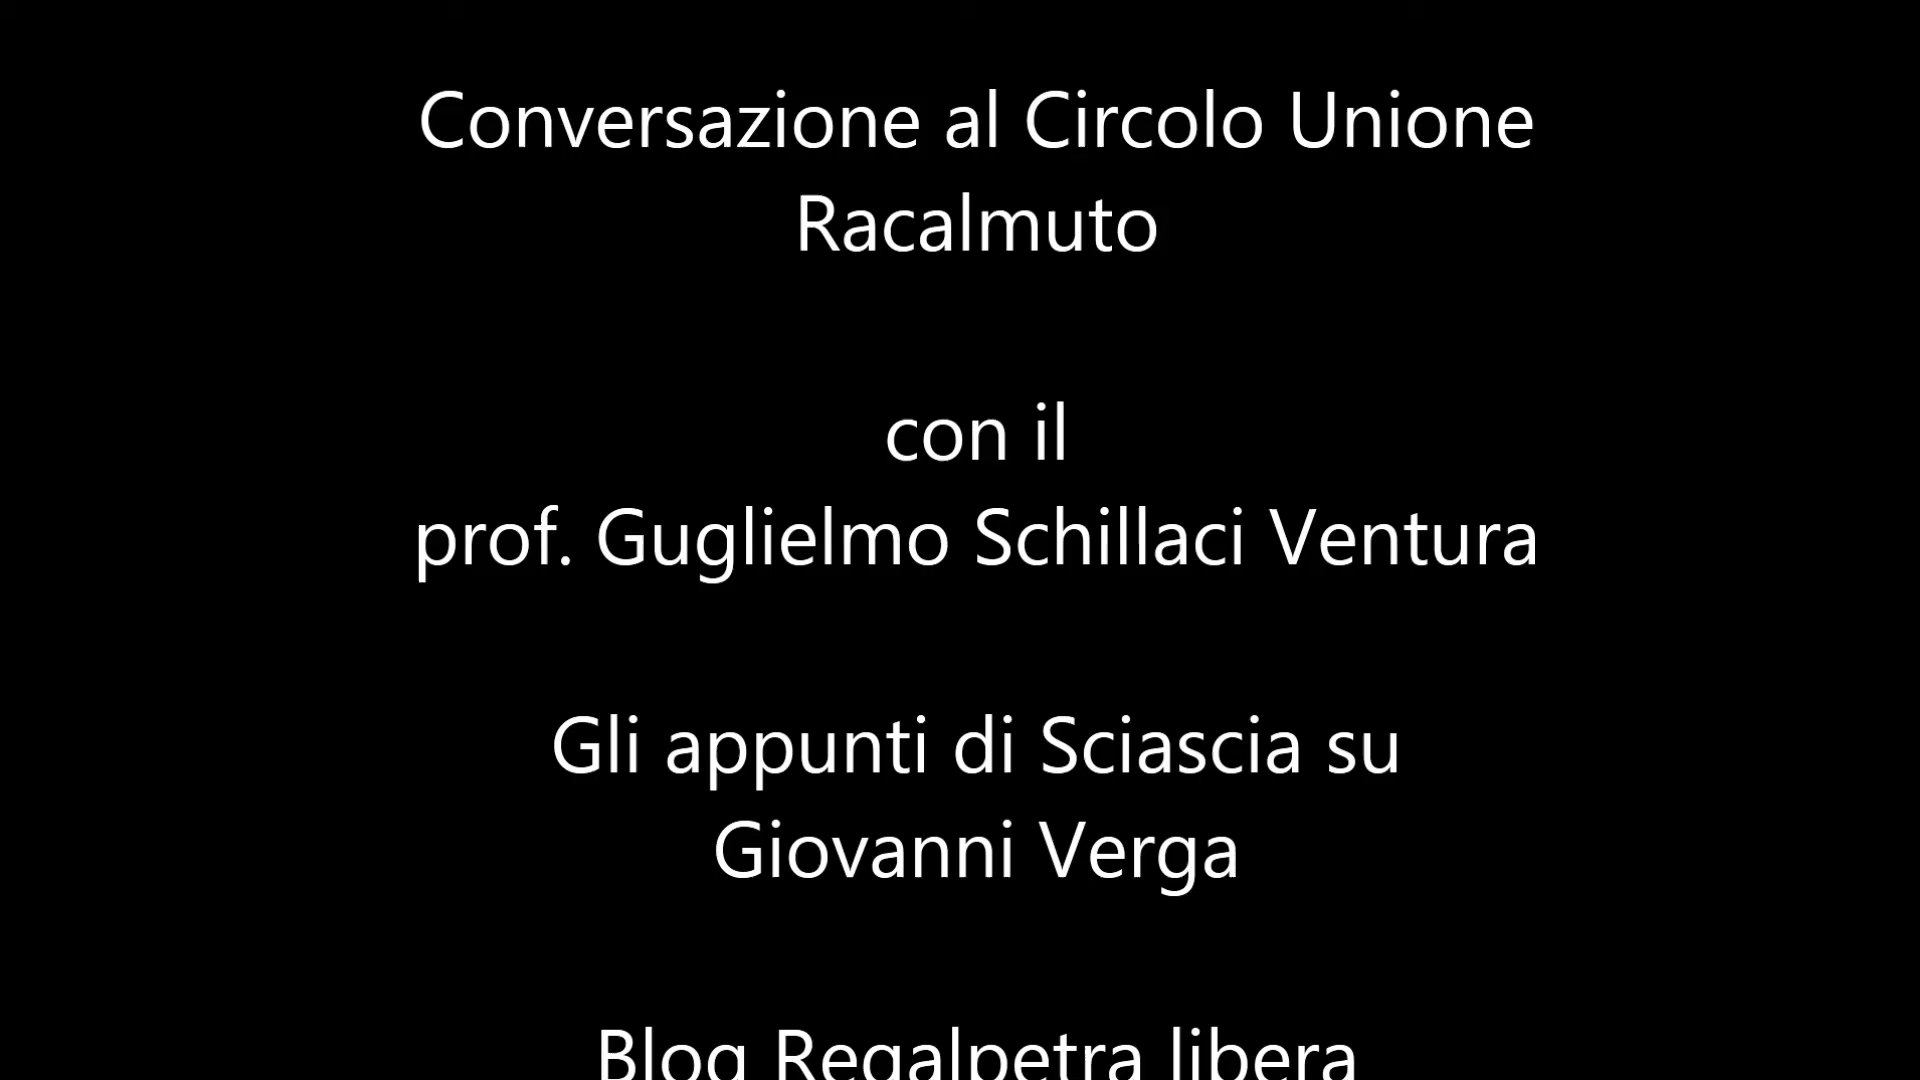 Conversazione al Circolo Unione
Racalmuto
con il
prof. Guglielmo Schillaci Ventura
Gli appunti di Sciascia su
Giovanni Verga
Blog Regalpetra libera